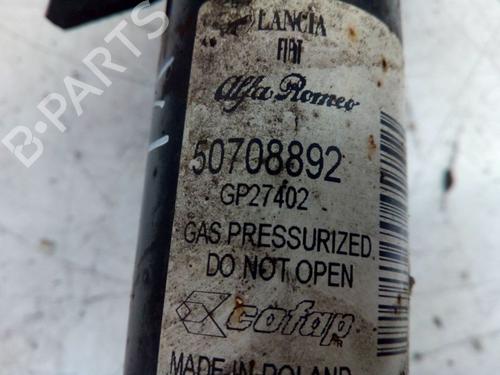 LANCIA
FIAT
Alfa Romeo
50708892
GP27402
GAS PRESSURIZED
DO NOT OPEN
cofap
MADE IN POLAND
B-PARTS